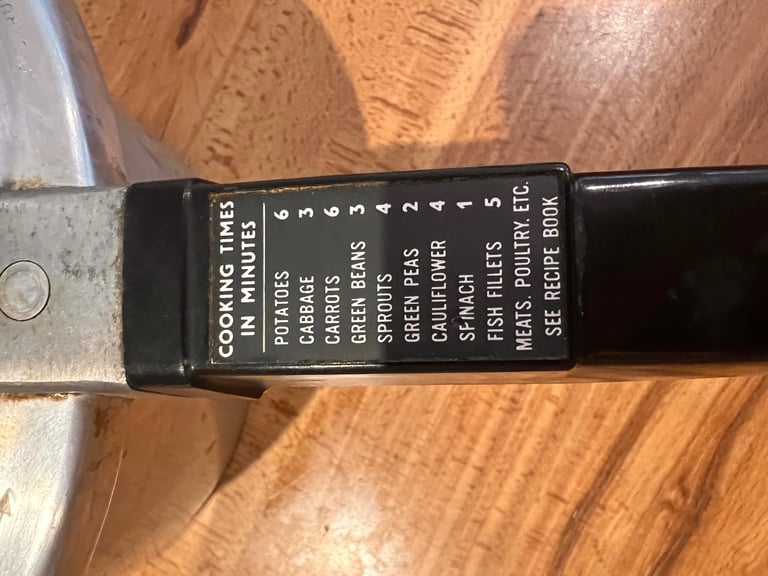 COOKING TIMES
IN MINUTES
POTATOES 6
CABBAGE 3
CARROTS 6
GREEN BEANS 3
SPROUTS 4
GREEN PEAS 2
CAULIFLOWER 4
SPINACH 1
FISH FILLETS 5
MEATS. POULTRY. ETC.
SEE RECIPE BOOK